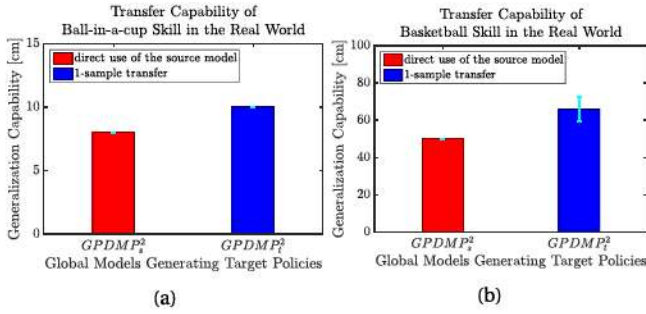 Transfer Capability of
Ball-in-a-cup Skill in the Real World
Generalization Capability [cm]
15
10
5
0
direct use of the source model
1-sample transfer
GPDMP_s^2
GPDMP_t^2
Global Models Generating Target Policies
(a)
Transfer Capability of
Basketball Skill in the Real World
Generalization Capability [cm]
100
80
60
40
20
0
direct use of the source model
1-sample transfer
GPDMP_s^2
GPDMP_t^2
Global Models Generating Target Policies
(b)